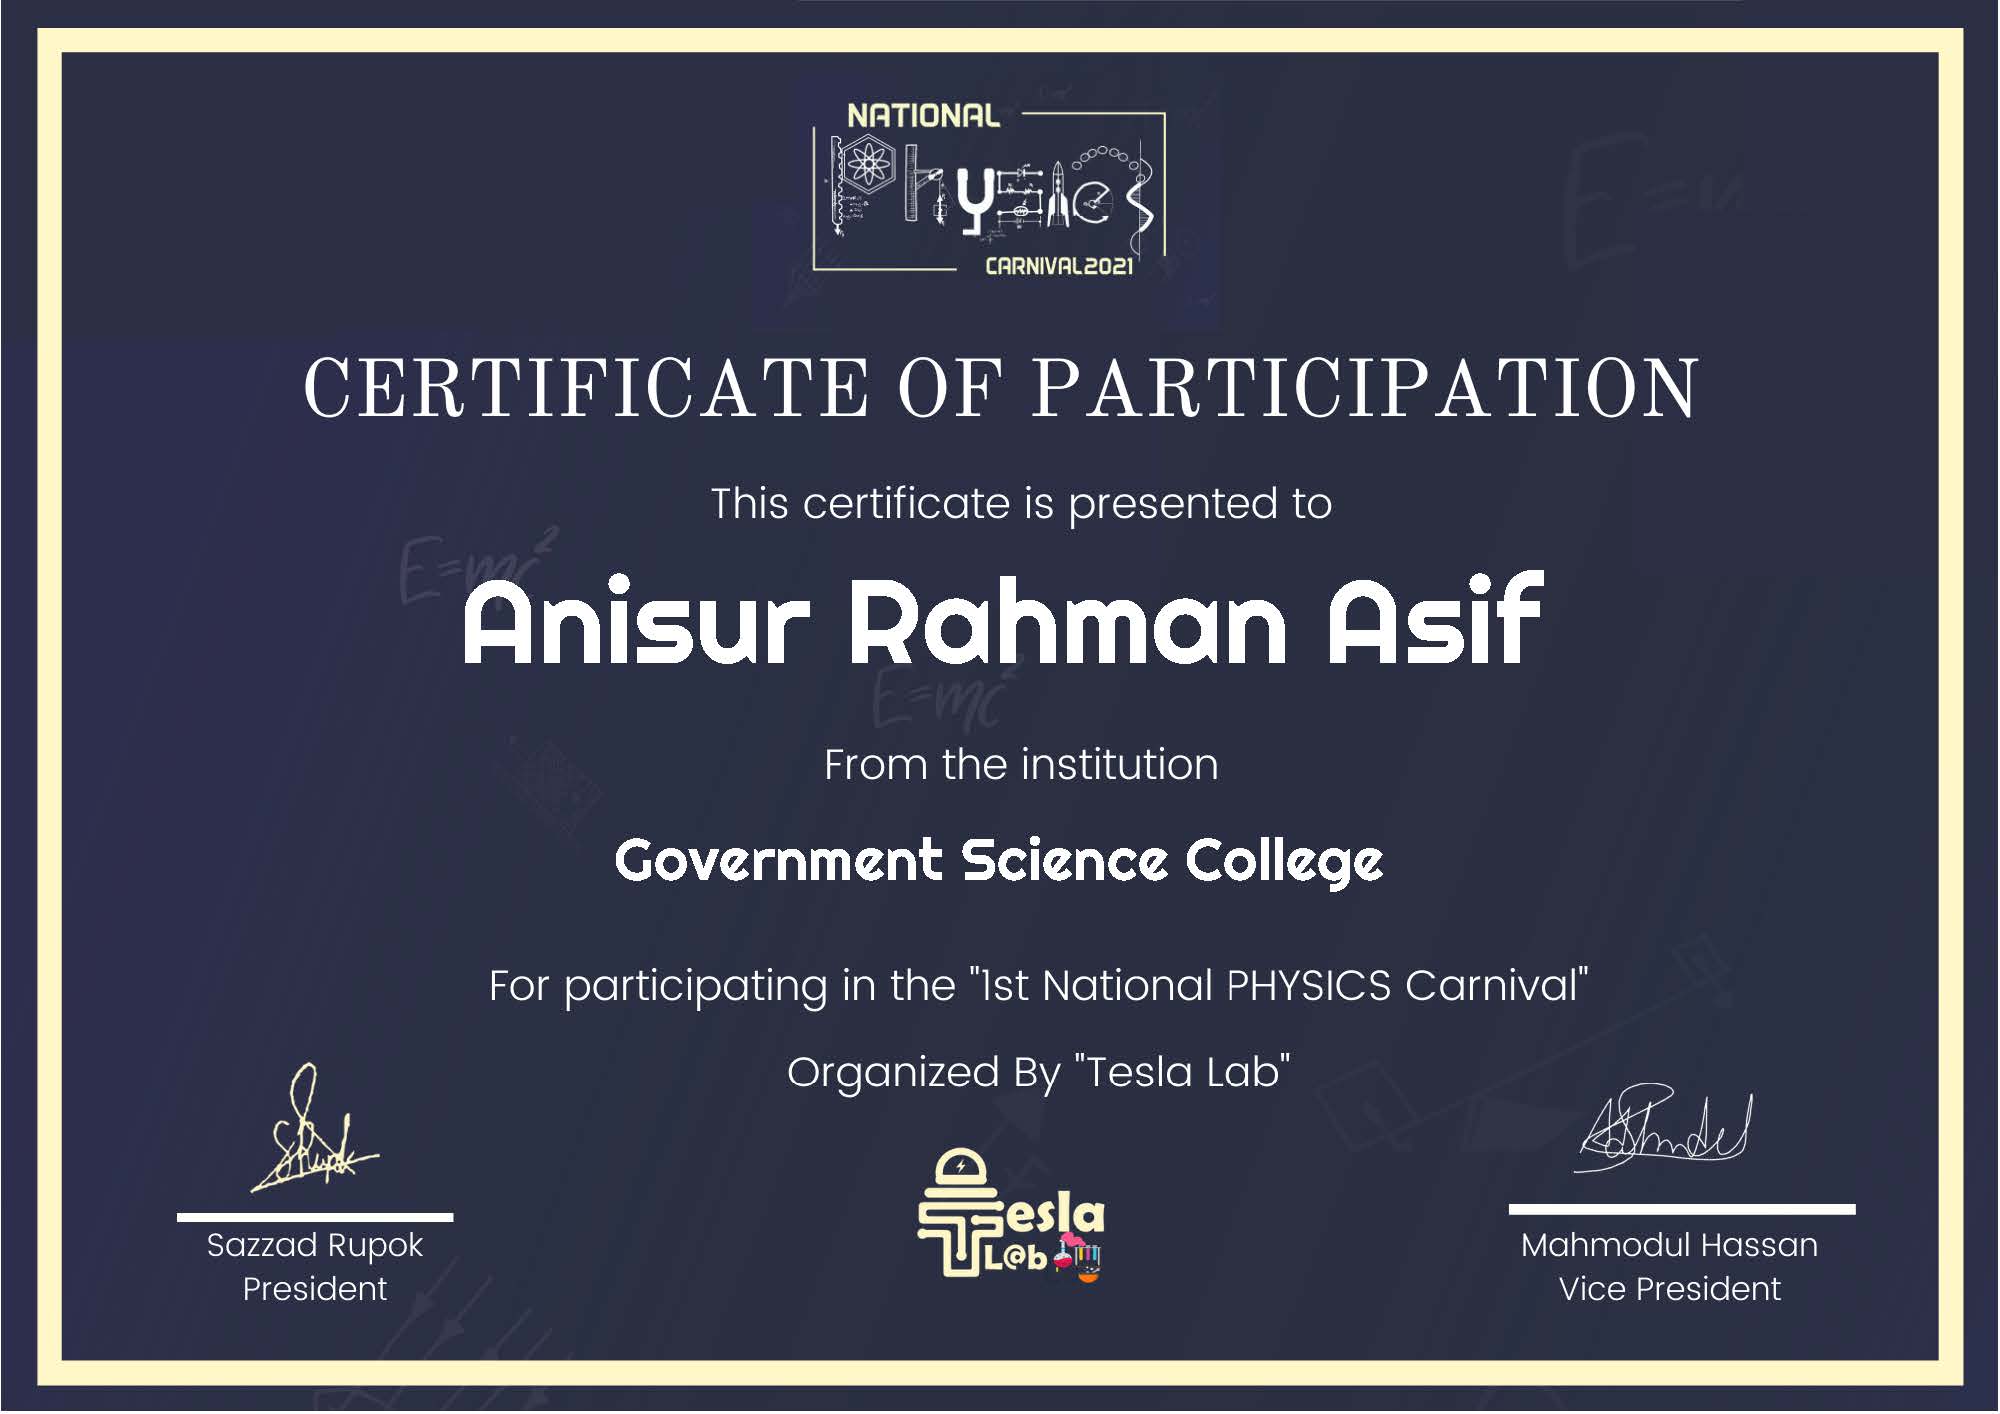 NATIONAL
Physics
CARNIVAL2021
CERTIFICATE OF PARTICIPATION
This certificate is presented to
E=mc²
Anisur Rahman Asif
E=mc²
From the institution
Government Science College
For participating in the "1st National PHYSICS Carnival"
Organized By "Tesla Lab"
Tesla
L@b
Sazzad Rupok
President
Mahmodul Hassan
Vice President